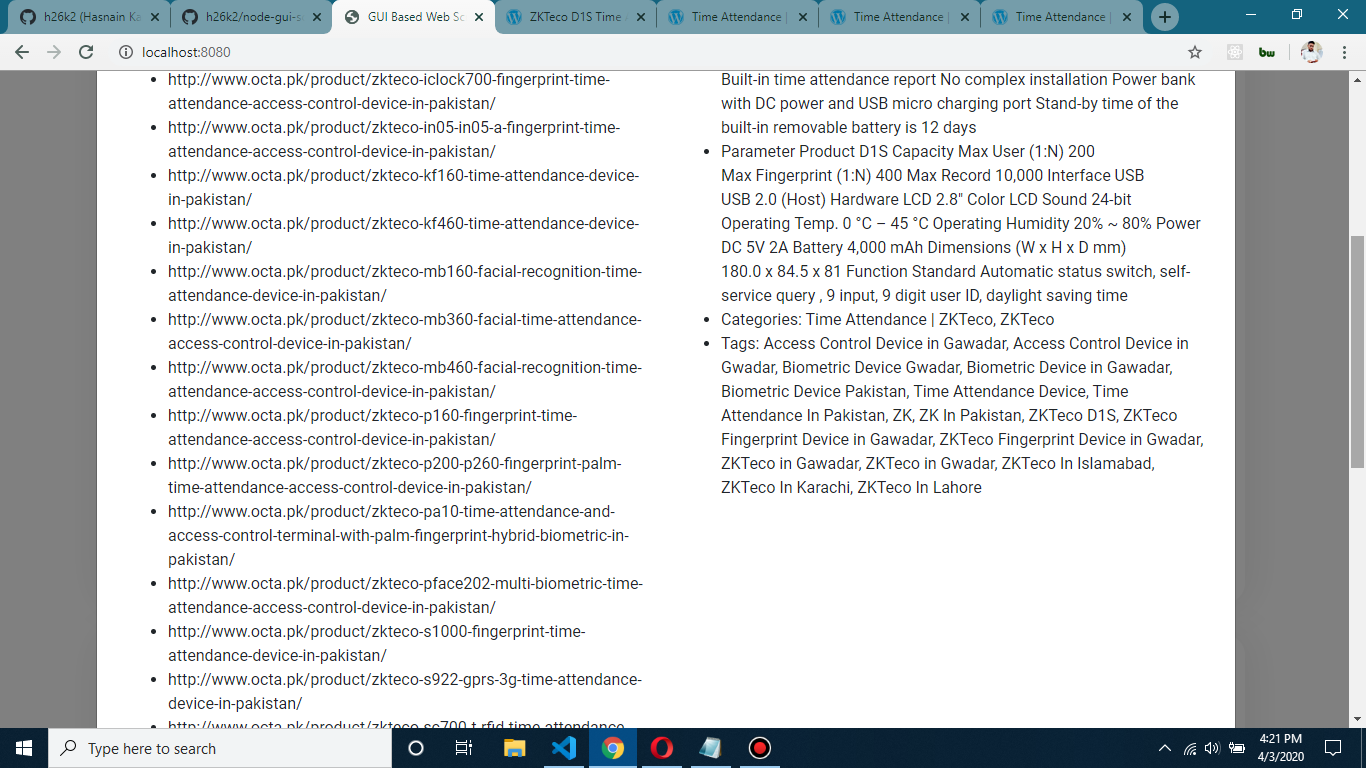 h26k2 (Hasnain Ka
h26k2/node-gui-s
GUI Based Web Sc
ZKTeco D1S Time
Time Attendance |
Time Attendance |
Time Attendance |
localhost:8080
bw
http://www.octa.pk/product/zkteco-iclock700-fingerprint-time-
attendance-access-control-device-in-pakistan/
http://www.octa.pk/product/zkteco-in05-in05-a-fingerprint-time-
attendance-access-control-device-in-pakistan/
http://www.octa.pk/product/zkteco-kf160-time-attendance-device-
in-pakistan/
http://www.octa.pk/product/zkteco-kf460-time-attendance-device-
in-pakistan/
http://www.octa.pk/product/zkteco-mb160-facial-recognition-time-
attendance-device-in-pakistan/
http://www.octa.pk/product/zkteco-mb360-facial-time-attendance-
access-control-device-in-pakistan/
http://www.octa.pk/product/zkteco-mb460-facial-recognition-time-
attendance-access-control-device-in-pakistan/
http://www.octa.pk/product/zkteco-p160-fingerprint-time-
attendance-access-control-device-in-pakistan/
http://www.octa.pk/product/zkteco-p200-p260-fingerprint-palm-
time-attendance-access-control-device-in-pakistan/
http://www.octa.pk/product/zkteco-pa10-time-attendance-and-
access-control-terminal-with-palm-fingerprint-hybrid-biometric-in-
pakistan/
http://www.octa.pk/product/zkteco-pface202-multi-biometric-time-
attendance-access-control-device-in-pakistan/
http://www.octa.pk/product/zkteco-s1000-fingerprint-time-
attendance-device-in-pakistan/
http://www.octa.pk/product/zkteco-s922-gprs-3g-time-attendance-
device-in-pakistan/
http://www.octa.pk/product/zkteco-sc700-t-rfid-time-attendance-
Built-in time attendance report No complex installation Power bank
with DC power and USB micro charging port Stand-by time of the
built-in removable battery is 12 days
Parameter Product D1S Capacity Max User (1:N) 200
Max Fingerprint (1:N) 400 Max Record 10,000 Interface USB
USB 2.0 (Host) Hardware LCD 2.8" Color LCD Sound 24-bit
Operating Temp. 0 °C – 45 °C Operating Humidity 20% ~ 80% Power
DC 5V 2A Battery 4,000 mAh Dimensions (W x H x D mm)
180.0 x 84.5 x 81 Function Standard Automatic status switch, self-
service query , 9 input, 9 digit user ID, daylight saving time
Categories: Time Attendance | ZKTeco, ZKTeco
Tags: Access Control Device in Gawadar, Access Control Device in
Gwadar, Biometric Device Gwadar, Biometric Device in Gawadar,
Biometric Device Pakistan, Time Attendance Device, Time
Attendance In Pakistan, ZK, ZK In Pakistan, ZKTeco D1S, ZKTeco
Fingerprint Device in Gawadar, ZKTeco Fingerprint Device in Gwadar,
ZKTeco in Gawadar, ZKTeco in Gwadar, ZKTeco In Islamabad,
ZKTeco In Karachi, ZKTeco In Lahore
Type here to search
4:21 PM
4/3/2020